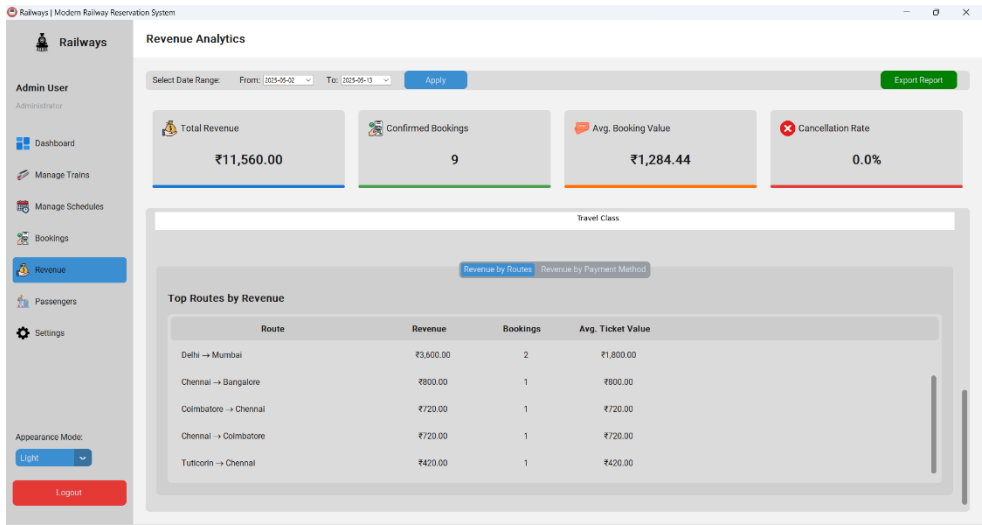 Railways | Modern Railway Reservation System
Railways
Revenue Analytics
Admin User
Administrator
Dashboard
Manage Trains
Manage Schedules
Bookings
Revenue
Passengers
Settings
Appearance Mode:
Light
Logout
Select Date Range: From: 2025-05-02 To: 2025-05-13 Apply Export Report
Total Revenue
₹11,560.00
Confirmed Bookings
9
Avg. Booking Value
₹1,284.44
Cancellation Rate
0.0%
Travel Class
Revenue by Routes Revenue by Payment Method
Top Routes by Revenue
Route Revenue Bookings Avg. Ticket Value
Delhi → Mumbai ₹3,600.00 2 ₹1,800.00
Chennai → Bangalore ₹800.00 1 ₹800.00
Coimbatore → Chennai ₹720.00 1 ₹720.00
Chennai → Coimbatore ₹720.00 1 ₹720.00
Tuticorin → Chennai ₹420.00 1 ₹420.00